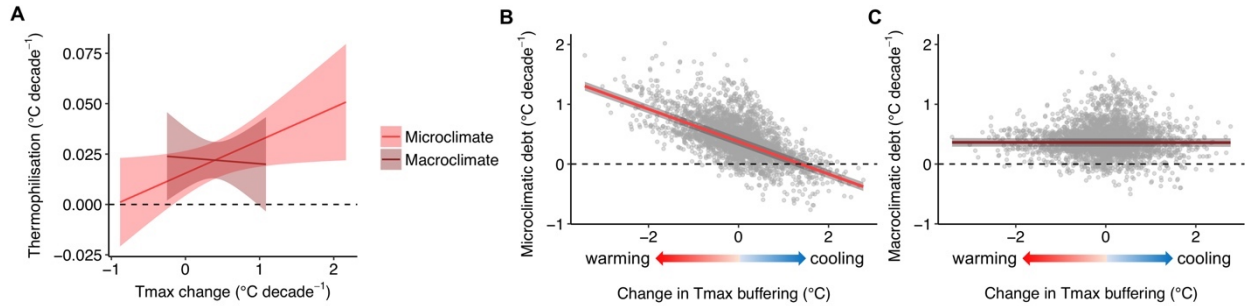 A
Thermophilisation (°C decade⁻¹)
0.075
0.050
0.025
0.000
−0.025
−1
0
1
2
Tmax change (°C decade⁻¹)
Microclimate
Macroclimate
B
Microclimatic debt (°C decade⁻¹)
2
1
0
−1
−2
0
2
warming
cooling
Change in Tmax buffering (°C)
C
Macroclimatic debt (°C decade⁻¹)
2
1
0
−1
−2
0
2
warming
cooling
Change in Tmax buffering (°C)